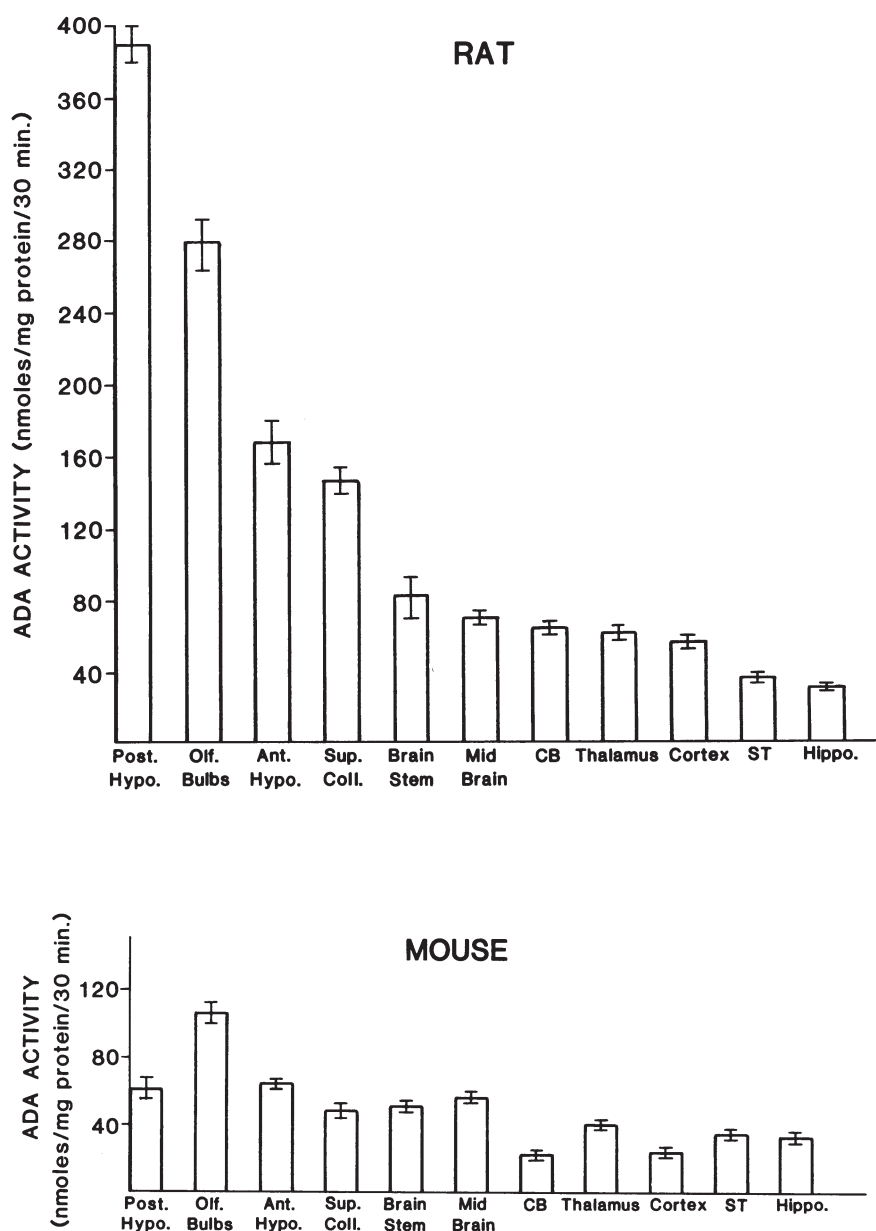 RAT
ADA ACTIVITY (nmoles/mg protein/30 min.)
400
360
320
280
240
200
160
120
80
40
Post. Olf. Ant. Sup. Brain Mid CB Thalamus Cortex ST Hippo.
Hypo. Bulbs Hypo. Coll. Stem Brain
MOUSE
ADA ACTIVITY
(nmoles/mg protein/30 min.)
120
80
40
Post. Olf. Ant. Sup. Brain Mid CB Thalamus Cortex ST Hippo.
Hypo. Bulbs Hypo. Coll. Stem Brain